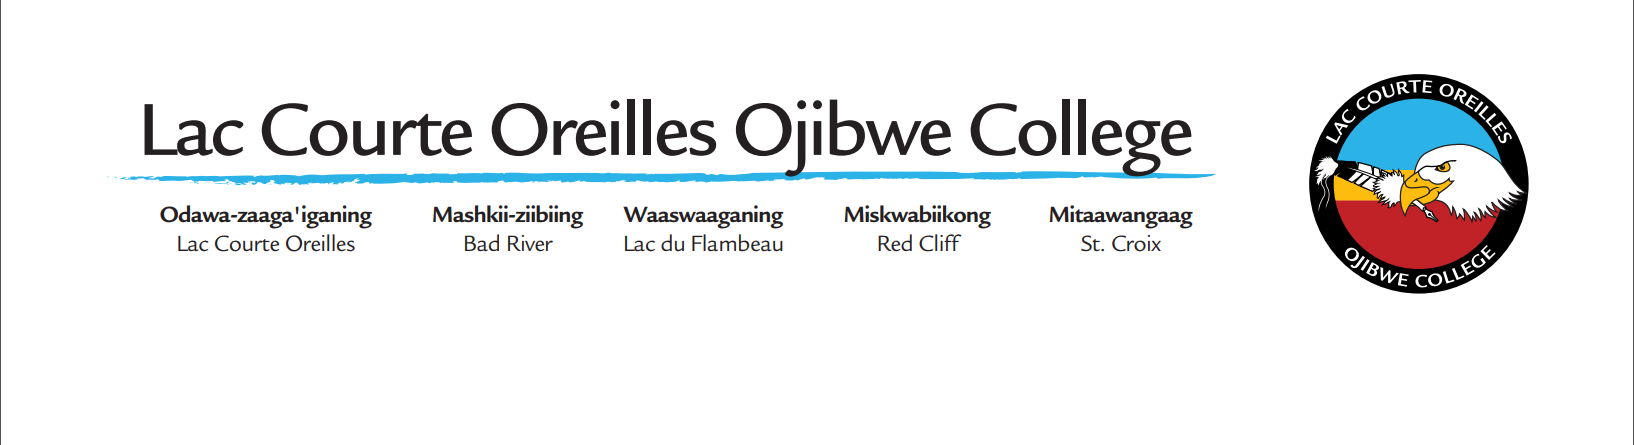 Lac Courte Oreilles Ojibwe College
Odawa-zaaga'iganing Mashkii-ziibiing Waaswaaganing Miskwabiikong Mitaawangaag
Lac Courte Oreilles Bad River Lac du Flambeau Red Cliff St. Croix
LAC COURTE OREILLES
OJIBWE COLLEGE